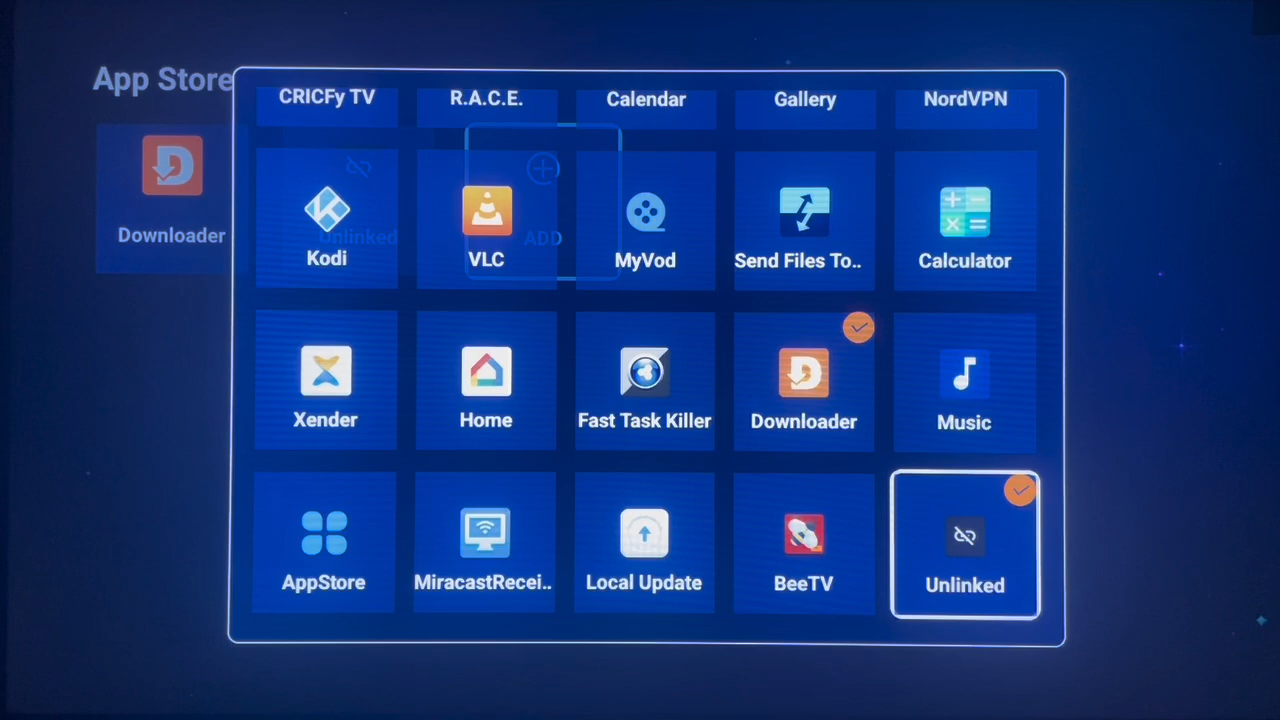 App Store
CRICFy TV
R.A.C.E.
Calendar
Gallery
NordVPN
Downloader
Unlinked
ADD
Kodi
VLC
MyVod
Send Files To..
Calculator
Xender
Home
Fast Task Killer
Downloader
Music
AppStore
MiracastRecei..
Local Update
BeeTV
Unlinked